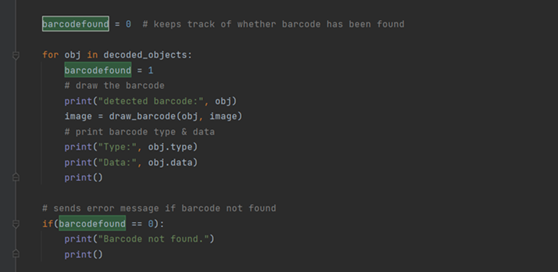 barcodefound = 0  # keeps track of whether barcode has been found
for obj in decoded_objects:
barcodefound = 1
# draw the barcode
print("detected barcode:", obj)
image = draw_barcode(obj, image)
# print barcode type & data
print("Type:", obj.type)
print("Data:", obj.data)
print()
# sends error message if barcode not found
if(barcodefound == 0):
print("Barcode not found.")
print()